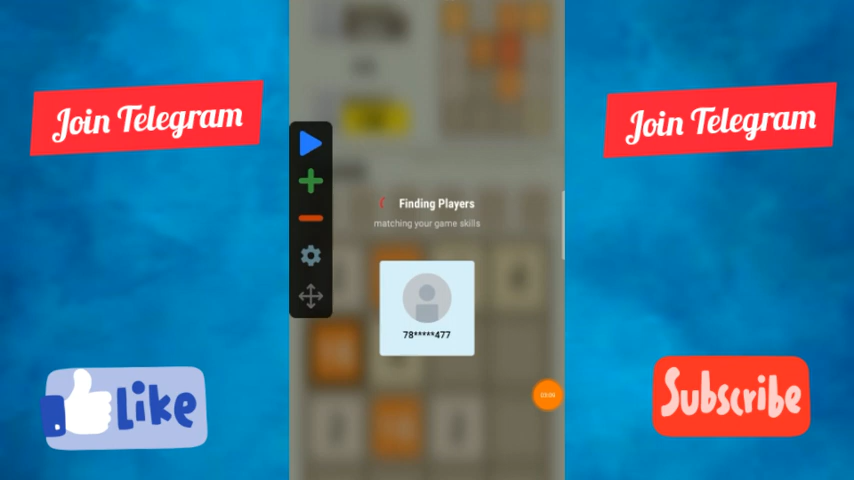 Join Telegram
Join Telegram
Finding Players
matching your game skills
78*****477
Like
Subscribe